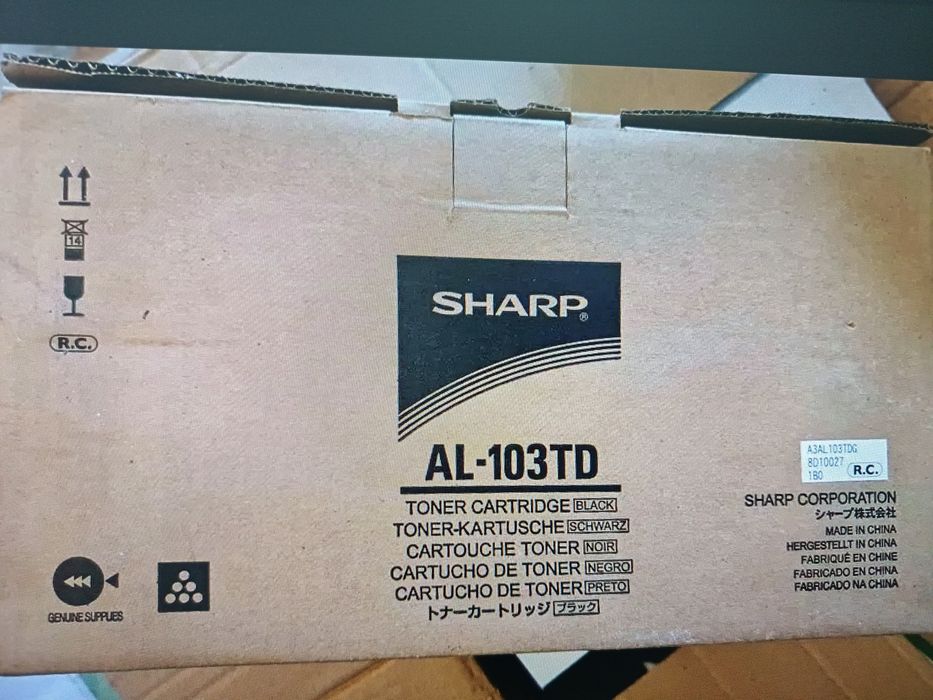 14
R.C.
SHARP®
AL-103TD
TONER CARTRIDGE BLACK
TONER-KARTUSCHE SCHWARZ
CARTOUCHE TONER NOIR
CARTUCHO DE TONER NEGRO
CARTUCHO DE TONER PRETO
トナーカートリッジ ブラック
A3AL103TDG
8D10027
1B0 R.C.
SHARP CORPORATION
シャープ株式会社
MADE IN CHINA
HERGESTELLT IN CHINA
FABRIQUÉ EN CHINE
FABRICADO EN CHINA
FABRICADO NA CHINA
GENUINE SUPPLIES